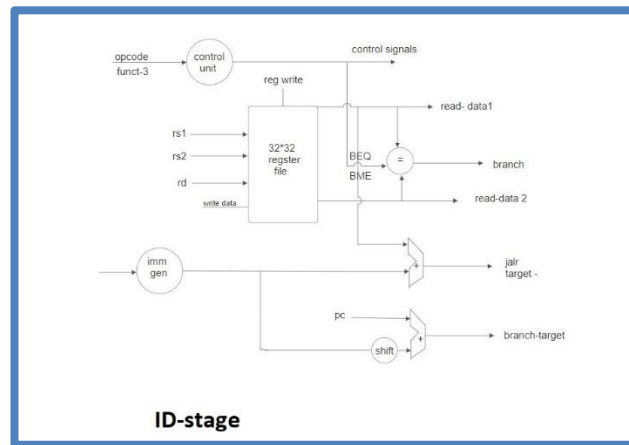 opcode
funct-3
control
unit
control signals
reg write
read- data1
rs1
rs2
rd
write data
32*32
regster
file
BEQ
BME
=
branch
read-data 2
imm
gen
+
jalr
target -
pc
shift
+
branch-target
ID-stage